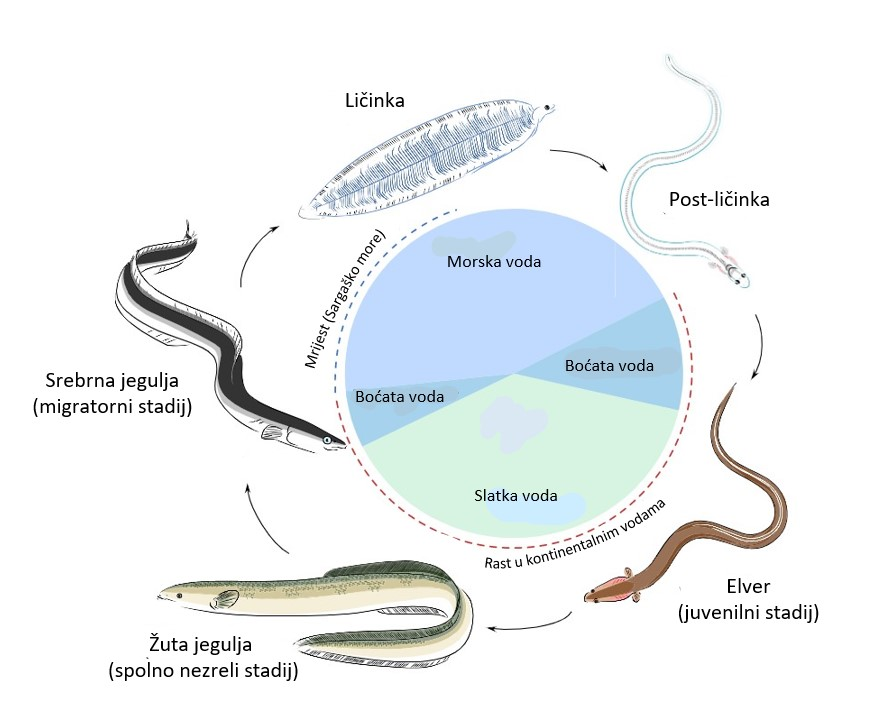 Ličinka
Post-ličinka
Morska voda
Mrijest (Sargaško more)
Boćata voda
Boćata voda
Srebrna jegulja
(migratorni stadij)
Slatka voda
Rast u kontinentalnim vodama
Elver
(juvenilni stadij)
Žuta jegulja
(spolno nezreli stadij)